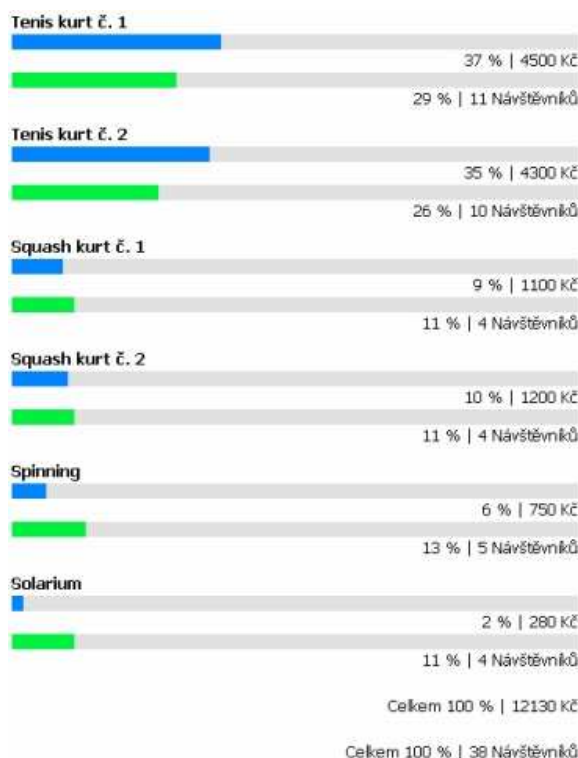 Tenis kurt č. 1
37 % | 4500 Kč
29 % | 11 Návštěvníků
Tenis kurt č. 2
35 % | 4300 Kč
26 % | 10 Návštěvníků
Squash kurt č. 1
9 % | 1100 Kč
11 % | 4 Návštěvníků
Squash kurt č. 2
10 % | 1200 Kč
11 % | 4 Návštěvníků
Spinning
6 % | 750 Kč
13 % | 5 Návštěvníků
Solarium
2 % | 280 Kč
11 % | 4 Návštěvníků
Celkem 100 % | 12130 Kč
Celkem 100 % | 38 Návštěvníků